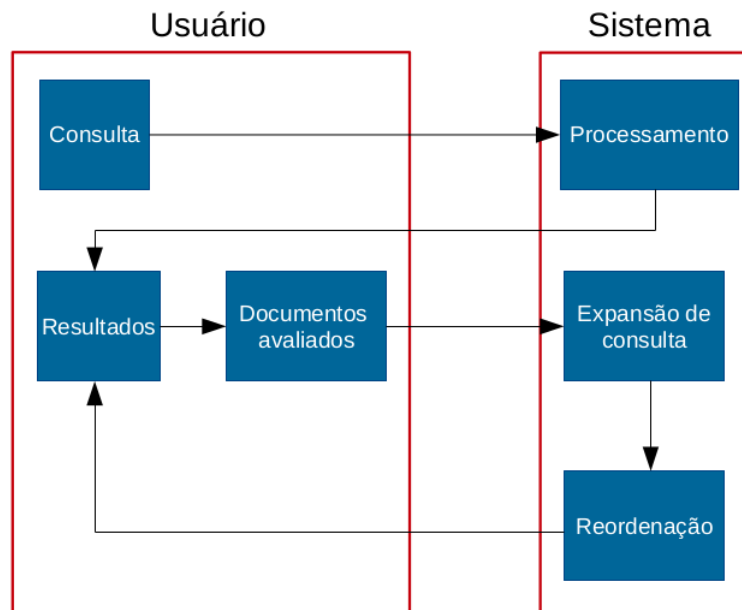 Usuário
Sistema
Consulta
Processamento
Resultados
Documentos
avaliados
Expansão de
consulta
Reordenação